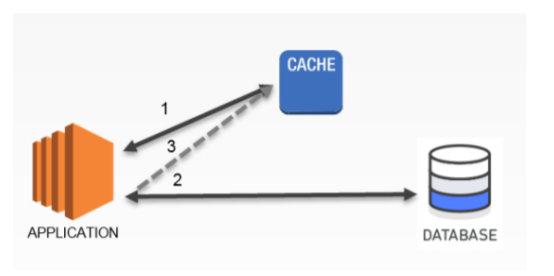 CACHE
1
3
2
APPLICATION
DATABASE